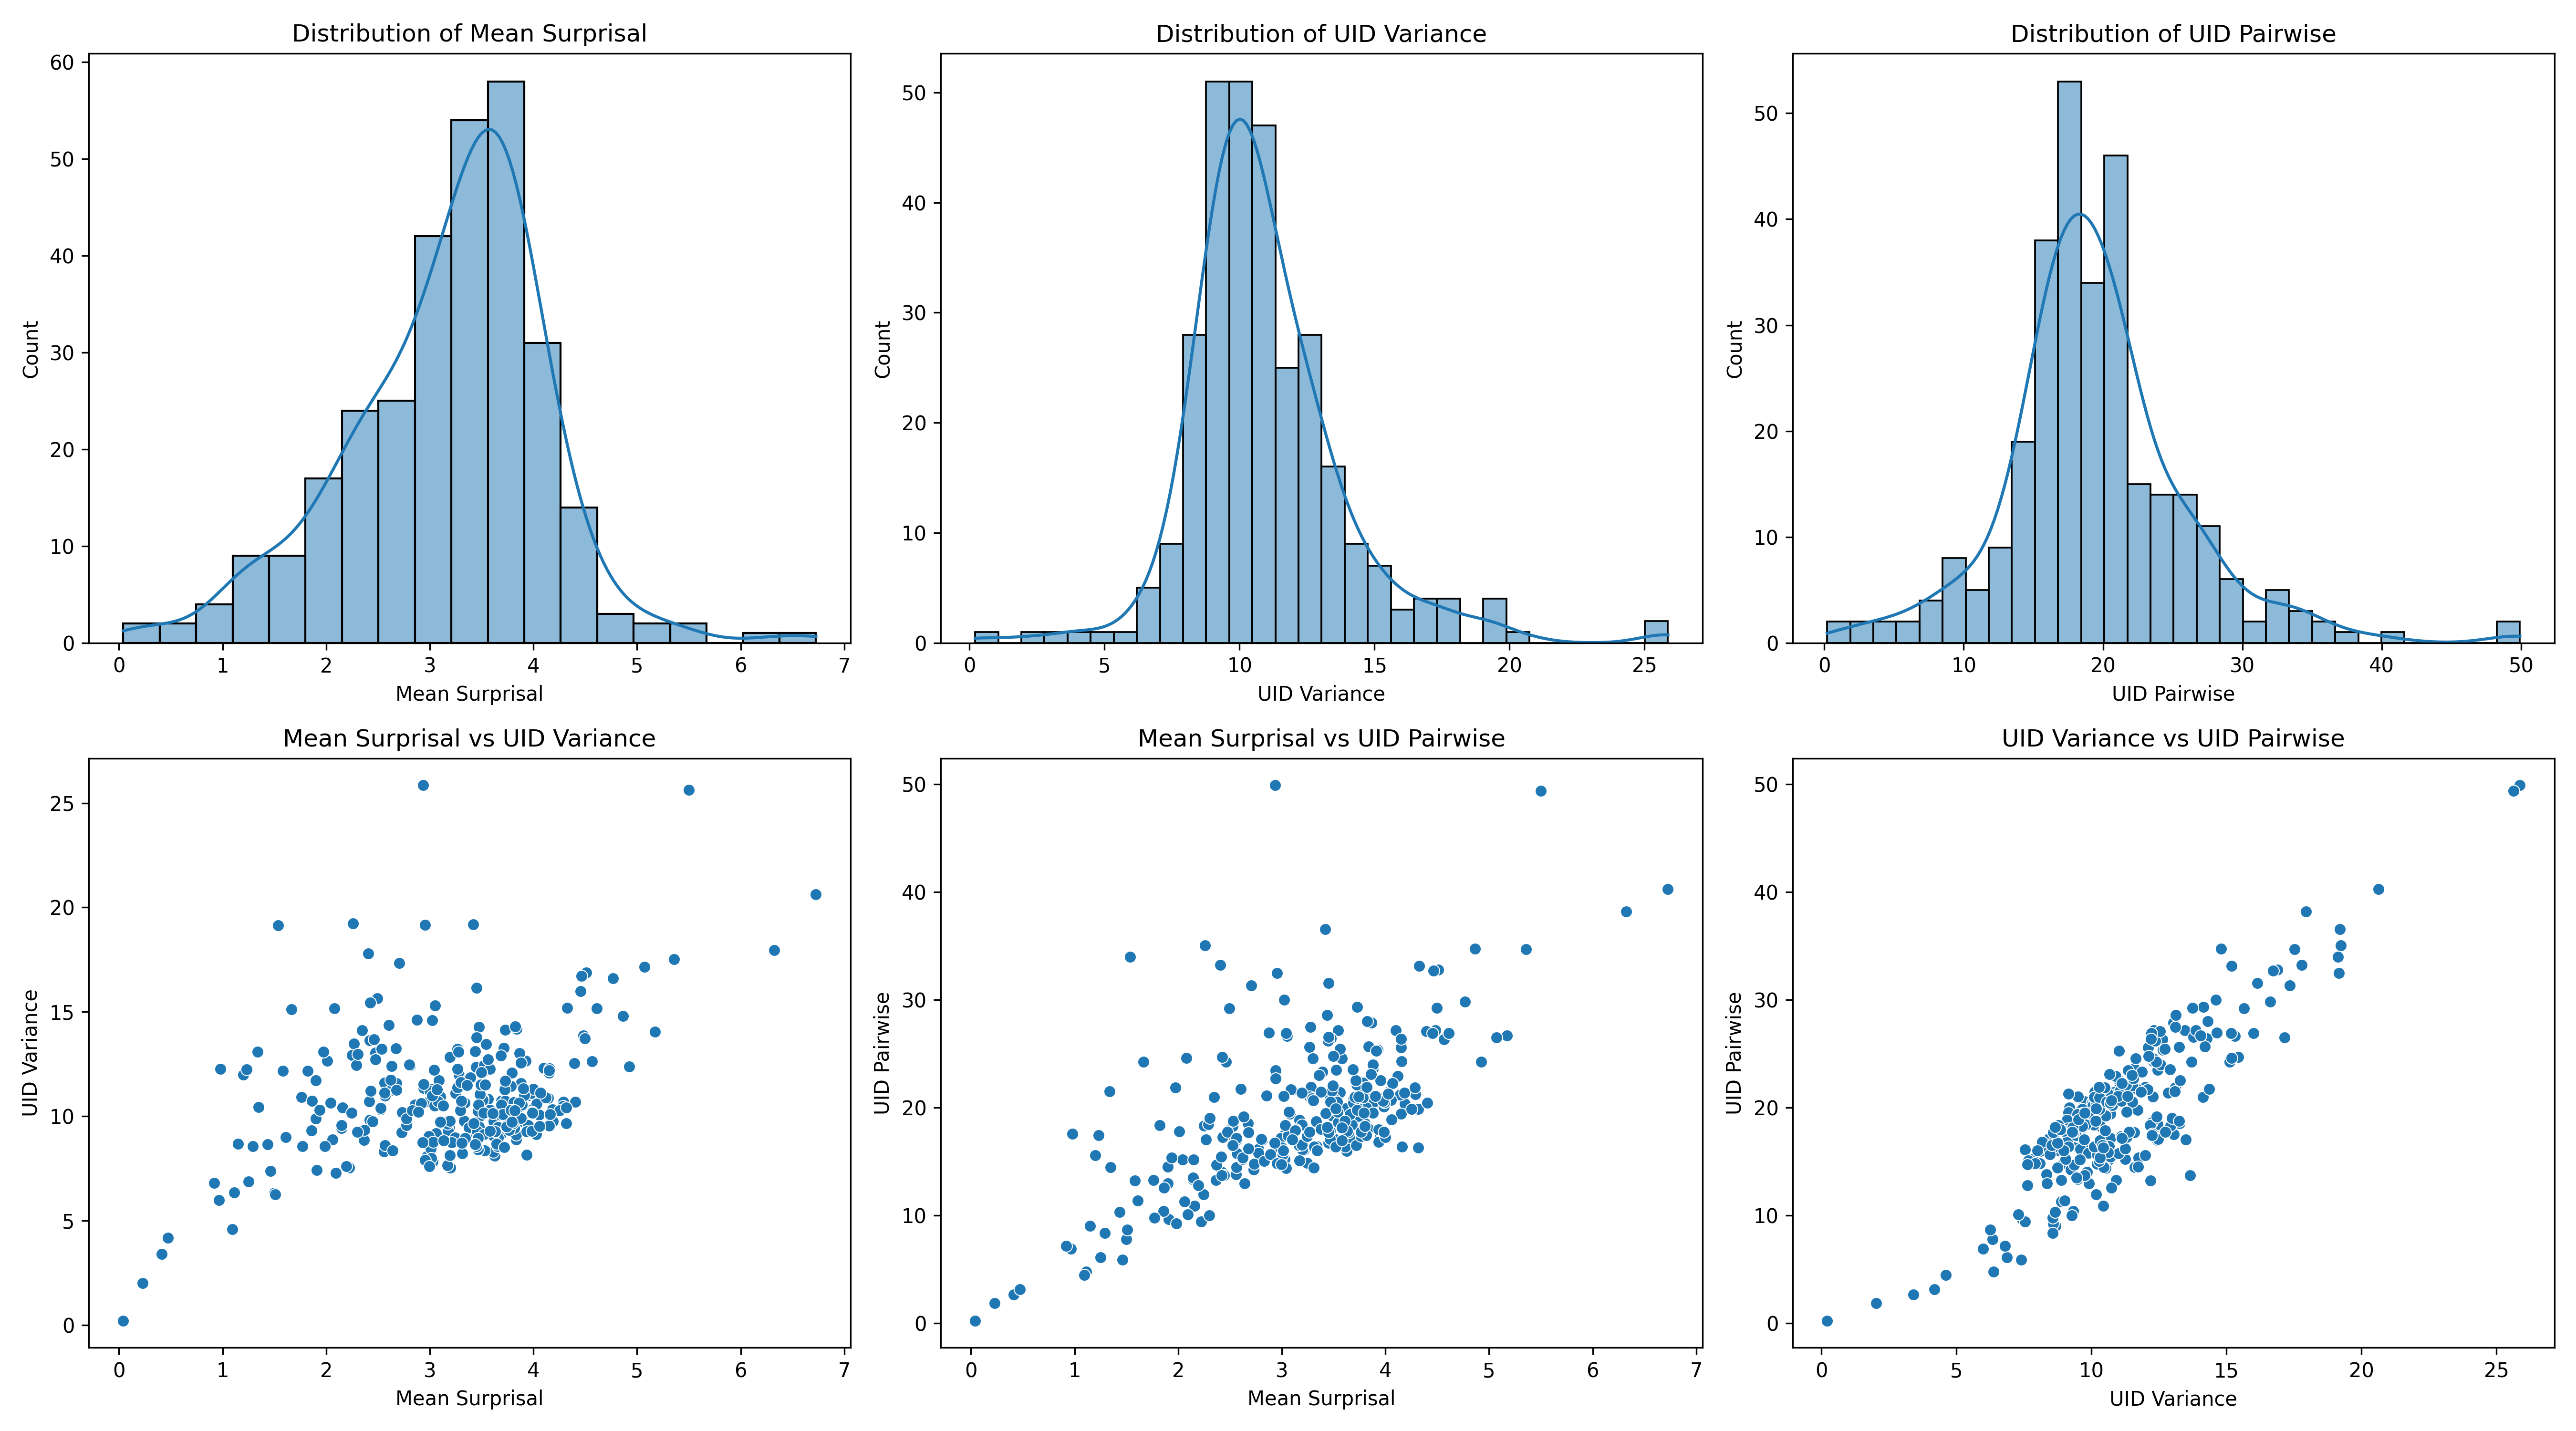 Distribution of Mean Surprisal
60
50
40
30
20
10
0
Count
0 1 2 3 4 5 6 7
Mean Surprisal
Distribution of UID Variance
50
40
30
20
10
0
Count
0 5 10 15 20 25
UID Variance
Distribution of UID Pairwise
50
40
30
20
10
0
Count
0 10 20 30 40 50
UID Pairwise
Mean Surprisal vs UID Variance
25
20
15
10
5
0
UID Variance
0 1 2 3 4 5 6 7
Mean Surprisal
Mean Surprisal vs UID Pairwise
50
40
30
20
10
0
UID Pairwise
0 1 2 3 4 5 6 7
Mean Surprisal
UID Variance vs UID Pairwise
50
40
30
20
10
0
UID Pairwise
0 5 10 15 20 25
UID Variance